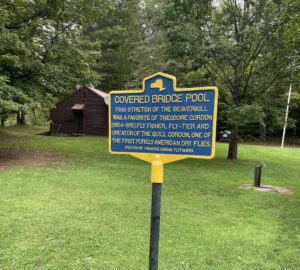 COVERED BRIDGE POOL
THIS STRETCH OF THE BEAVERKILL
WAS A FAVORITE OF THEODORE GORDON
(1854-1915), FLY FISHER, FLY-TIER AND
CREATOR OF THE QUILL GORDON, ONE OF
THE FIRST PURELY AMERICAN DRY FLIES.
ERECTED BY THEODORE GORDON FLYFISHERS